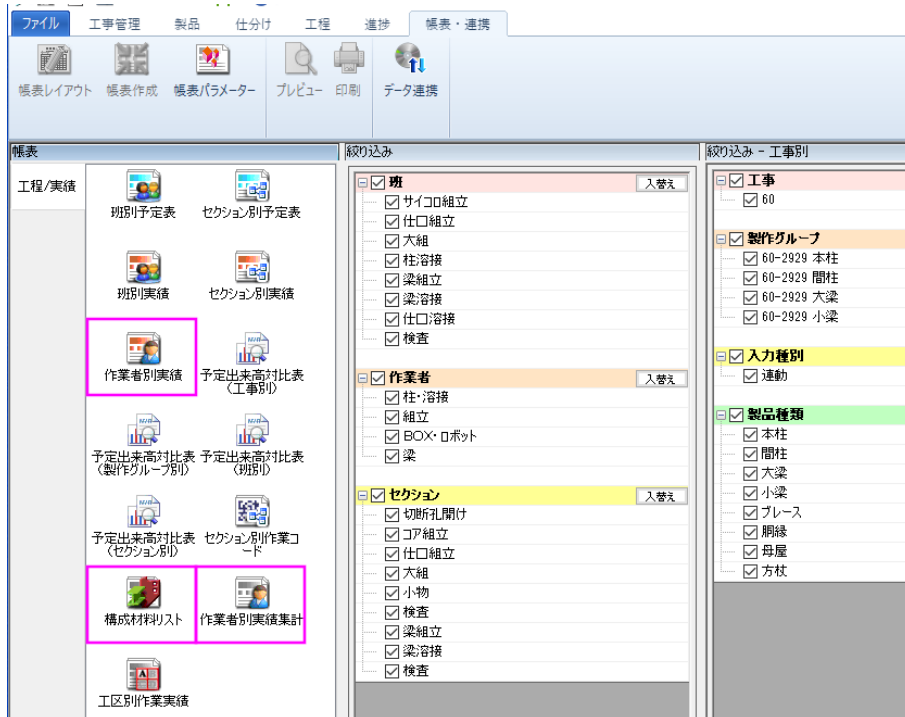 ファイル 工事管理 製品 仕分け 工程 進捗 帳表・連携
帳表レイアウト 帳表作成 帳表パラメーター プレビュー 印刷 データ連携
帳表
工程/実績
班別予定表 セクション別予定表
班別実績 セクション別実績
作業者別実績 予定出来高対比表
(工事別)
予定出来高対比表 予定出来高対比表
(製作グループ別) (班別)
予定出来高対比表 セクション別作業コ
(セクション別) ード
構成材料リスト 作業者別実績集計
工区別作業実績
絞り込み
班 入替え
サイコロ組立
仕口組立
大組
柱溶接
梁組立
梁溶接
仕口溶接
検査
作業者 入替え
柱・溶接
組立
BOX・ロボット
梁
セクション 入替え
切断孔開け
コア組立
仕口組立
大組
小物
検査
梁組立
梁溶接
検査
絞り込み - 工事別
工事
60
製作グループ
60-2929 本柱
60-2929 間柱
60-2929 大梁
60-2929 小梁
入力種別
連動
製品種類
本柱
間柱
大梁
小梁
ブレース
胴縁
母屋
方杖